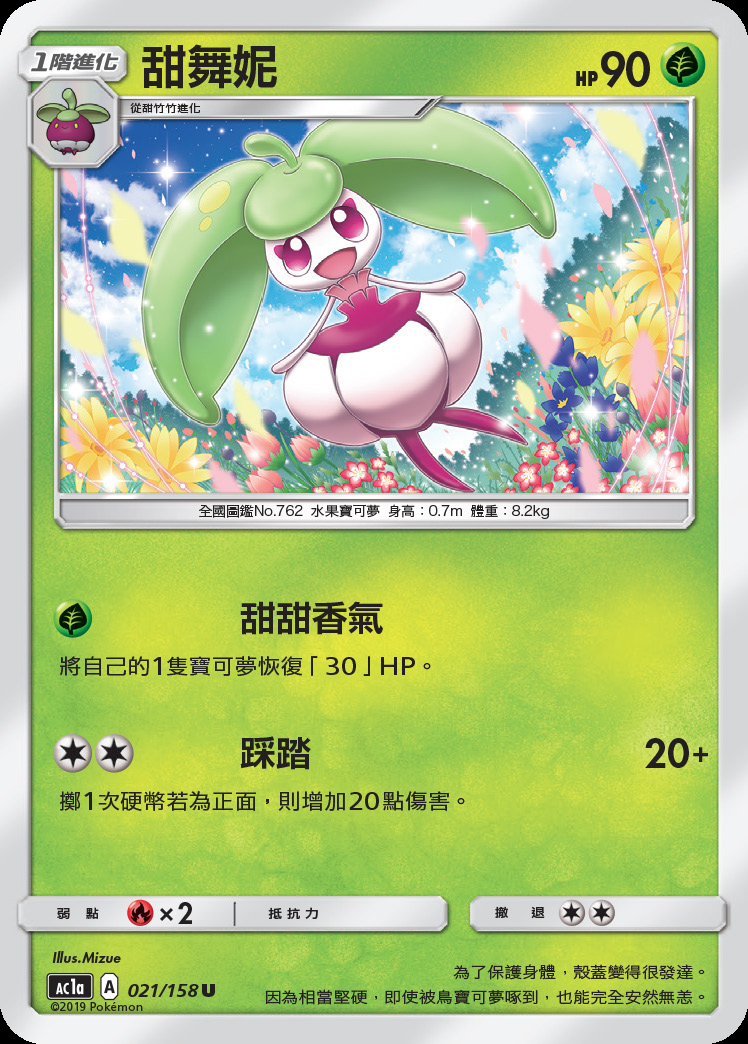 1階進化 甜舞妮 HP90
從甜竹竹進化
全國圖鑑No.762 水果寶可夢 身高：0.7m 體重：8.2kg
甜甜香氣
將自己的1隻寶可夢恢復「30」HP。
踩踏 20+
擲1次硬幣若為正面，則增加20點傷害。
弱點 ×2 抵抗力 撤退
Illus.Mizue
為了保護身體，殼蓋變得很發達。
AC1a A 021/158 U
因為相當堅硬，即使被鳥寶可夢啄到，也能完全安然無恙。
©2019 Pokémon